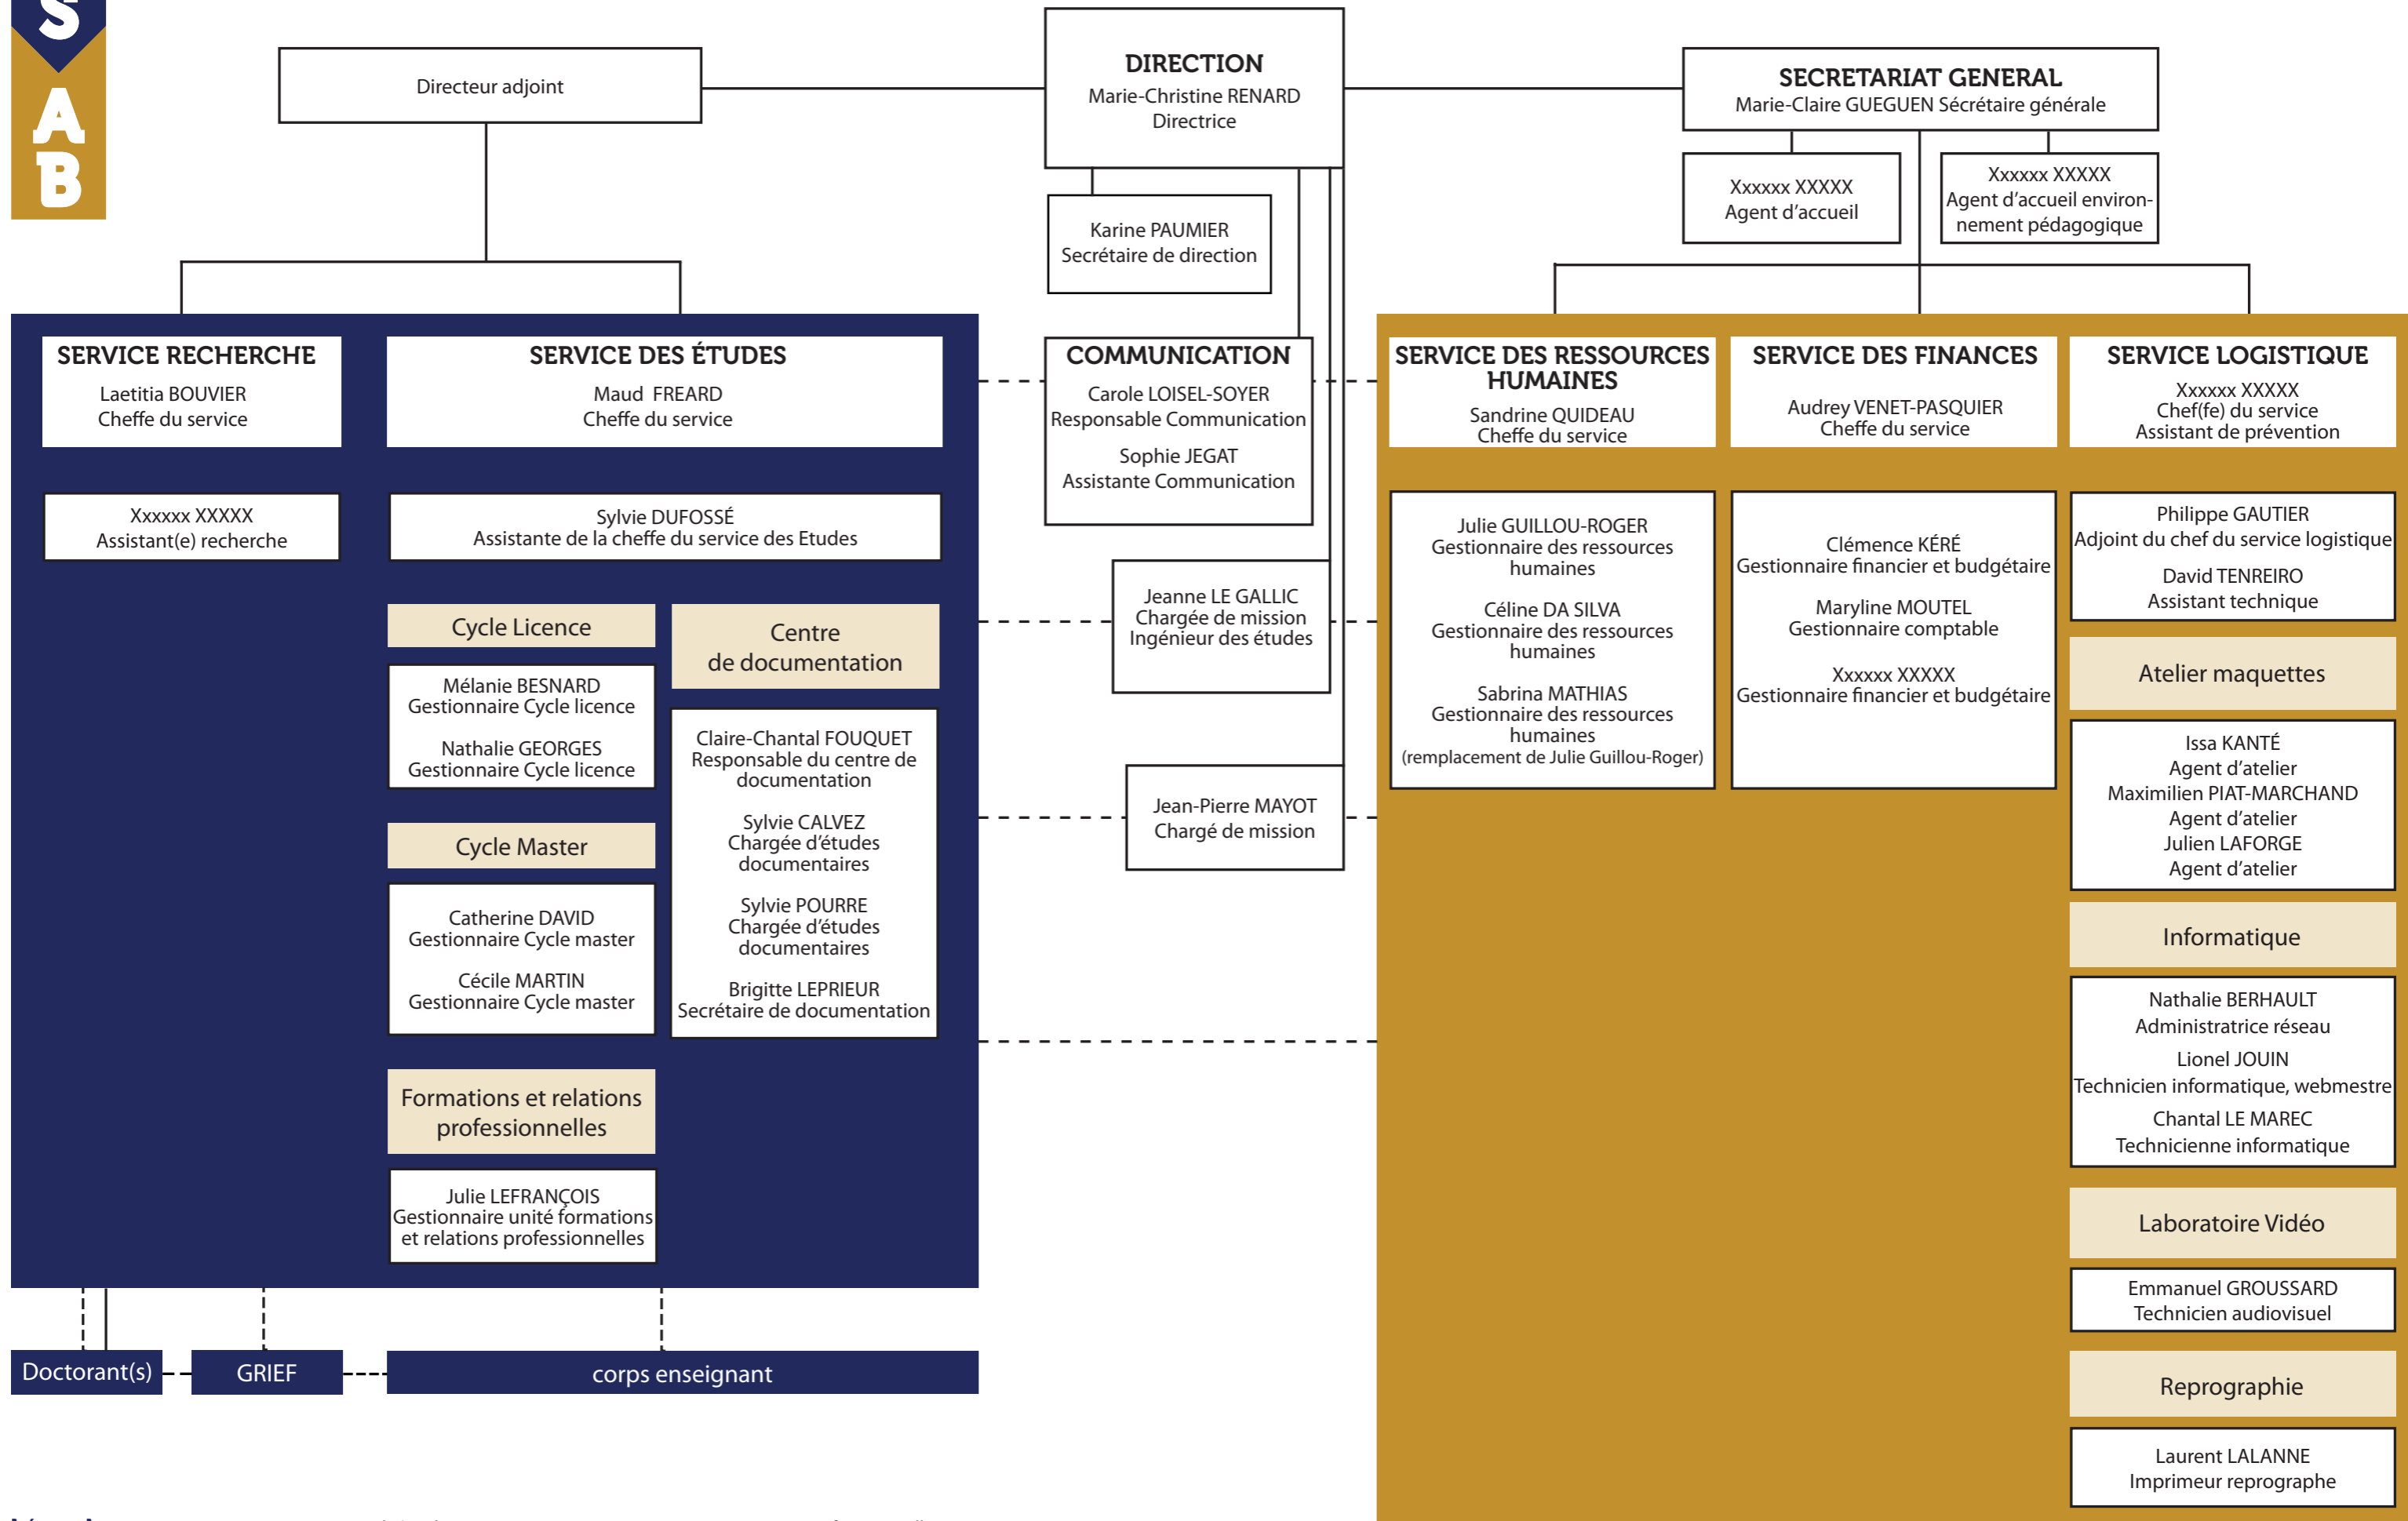 S
A
B
Directeur adjoint
DIRECTION
Marie-Christine RENARD
Directrice
SECRETARIAT GENERAL
Marie-Claire GUEGUEN Sécrétaire générale
Karine PAUMIER
Secrétaire de direction
Xxxxxx XXXXX
Agent d’accueil
Xxxxxx XXXXX
Agent d’accueil environ-
nement pédagogique
SERVICE RECHERCHE
Laetitia BOUVIER
Cheffe du service
Xxxxxx XXXXX
Assistant(e) recherche
SERVICE DES ÉTUDES
Maud FREARD
Cheffe du service
Sylvie DUFOSSÉ
Assistante de la cheffe du service des Etudes
Cycle Licence
Mélanie BESNARD
Gestionnaire Cycle licence
Nathalie GEORGES
Gestionnaire Cycle licence
Cycle Master
Catherine DAVID
Gestionnaire Cycle master
Cécile MARTIN
Gestionnaire Cycle master
Formations et relations
professionnelles
Julie LEFRANÇOIS
Gestionnaire unité formations
et relations professionnelles
Centre
de documentation
Claire-Chantal FOUQUET
Responsable du centre de
documentation
Sylvie CALVEZ
Chargée d’études
documentaires
Sylvie POURRE
Chargée d’études
documentaires
Brigitte LEPRIEUR
Secrétaire de documentation
COMMUNICATION
Carole LOISEL-SOYER
Responsable Communication
Sophie JEGAT
Assistante Communication
Jeanne LE GALLIC
Chargée de mission
Ingénieur des études
Jean-Pierre MAYOT
Chargé de mission
SERVICE DES RESSOURCES
HUMAINES
Sandrine QUIDEAU
Cheffe du service
Julie GUILLOU-ROGER
Gestionnaire des ressources
humaines
Céline DA SILVA
Gestionnaire des ressources
humaines
Sabrina MATHIAS
Gestionnaire des ressources
humaines
(remplacement de Julie Guillou-Roger)
SERVICE DES FINANCES
Audrey VENET-PASQUIER
Cheffe du service
Clémence KÉRÉ
Gestionnaire financier et budgétaire
Maryline MOUTEL
Gestionnaire comptable
Xxxxxx XXXXX
Gestionnaire financier et budgétaire
SERVICE LOGISTIQUE
Xxxxxx XXXXX
Chef(fe) du service
Assistant de prévention
Philippe GAUTIER
Adjoint du chef du service logistique
David TENREIRO
Assistant technique
Atelier maquettes
Issa KANTÉ
Agent d’atelier
Maximilien PIAT-MARCHAND
Agent d’atelier
Julien LAFORGE
Agent d’atelier
Informatique
Nathalie BERHAULT
Administratrice réseau
Lionel JOUIN
Technicien informatique, webmestre
Chantal LE MAREC
Technicienne informatique
Laboratoire Vidéo
Emmanuel GROUSSARD
Technicien audiovisuel
Reprographie
Laurent LALANNE
Imprimeur reprographe
Doctorant(s)
GRIEF
corps enseignant